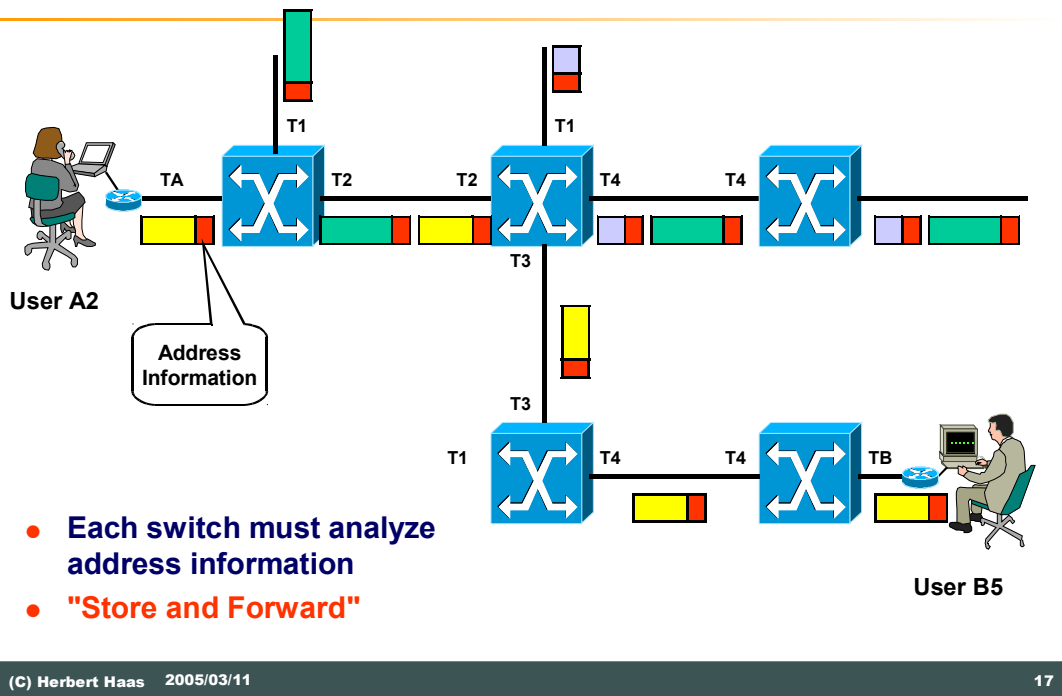 T1
T1
TA
T2
T2
T4
T4
T3
User A2
Address
Information
T3
T1
T4
T4
TB
Each switch must analyze
address information
"Store and Forward"
User B5
(C) Herbert Haas 2005/03/11
17